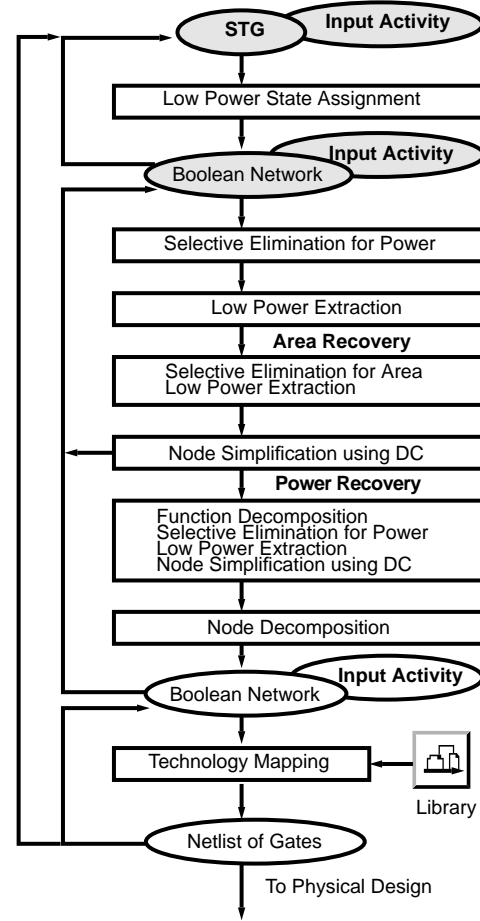 STG
Input Activity
Low Power State Assignment
Input Activity
Boolean Network
Selective Elimination for Power
Low Power Extraction
Area Recovery
Selective Elimination for Area
Low Power Extraction
Node Simplification using DC
Power Recovery
Function Decomposition
Selective Elimination for Power
Low Power Extraction
Node Simplification using DC
Node Decomposition
Input Activity
Boolean Network
Technology Mapping
Library
Netlist of Gates
To Physical Design